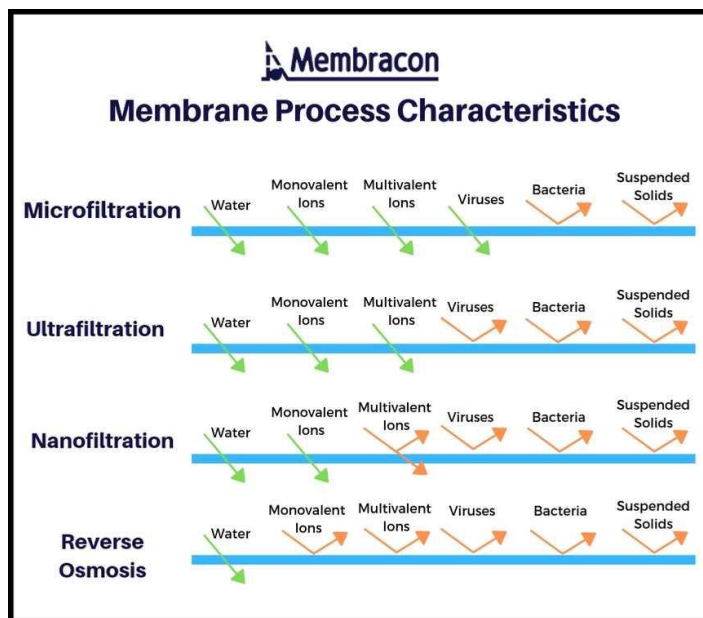 Membracon
Membrane Process Characteristics
Microfiltration
Water
Monovalent
Ions
Multivalent
Ions
Viruses
Bacteria
Suspended
Solids
Ultrafiltration
Water
Monovalent
Ions
Multivalent
Ions
Viruses
Bacteria
Suspended
Solids
Nanofiltration
Water
Monovalent
Ions
Multivalent
Ions
Viruses
Bacteria
Suspended
Solids
Reverse
Osmosis
Water
Monovalent
Ions
Multivalent
Ions
Viruses
Bacteria
Suspended
Solids